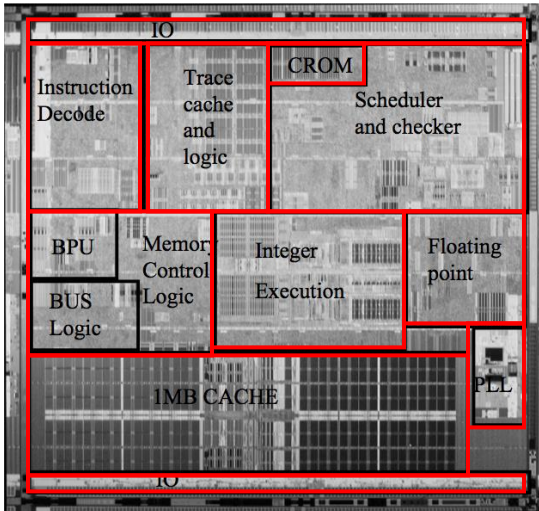 IO
Instruction
Decode
Trace
cache
and
logic
CROM
Scheduler
and checker
BPU
Memory
Control
Logic
BUS
Logic
Integer
Execution
Floating
point
1MB CACHE
PLL
IO